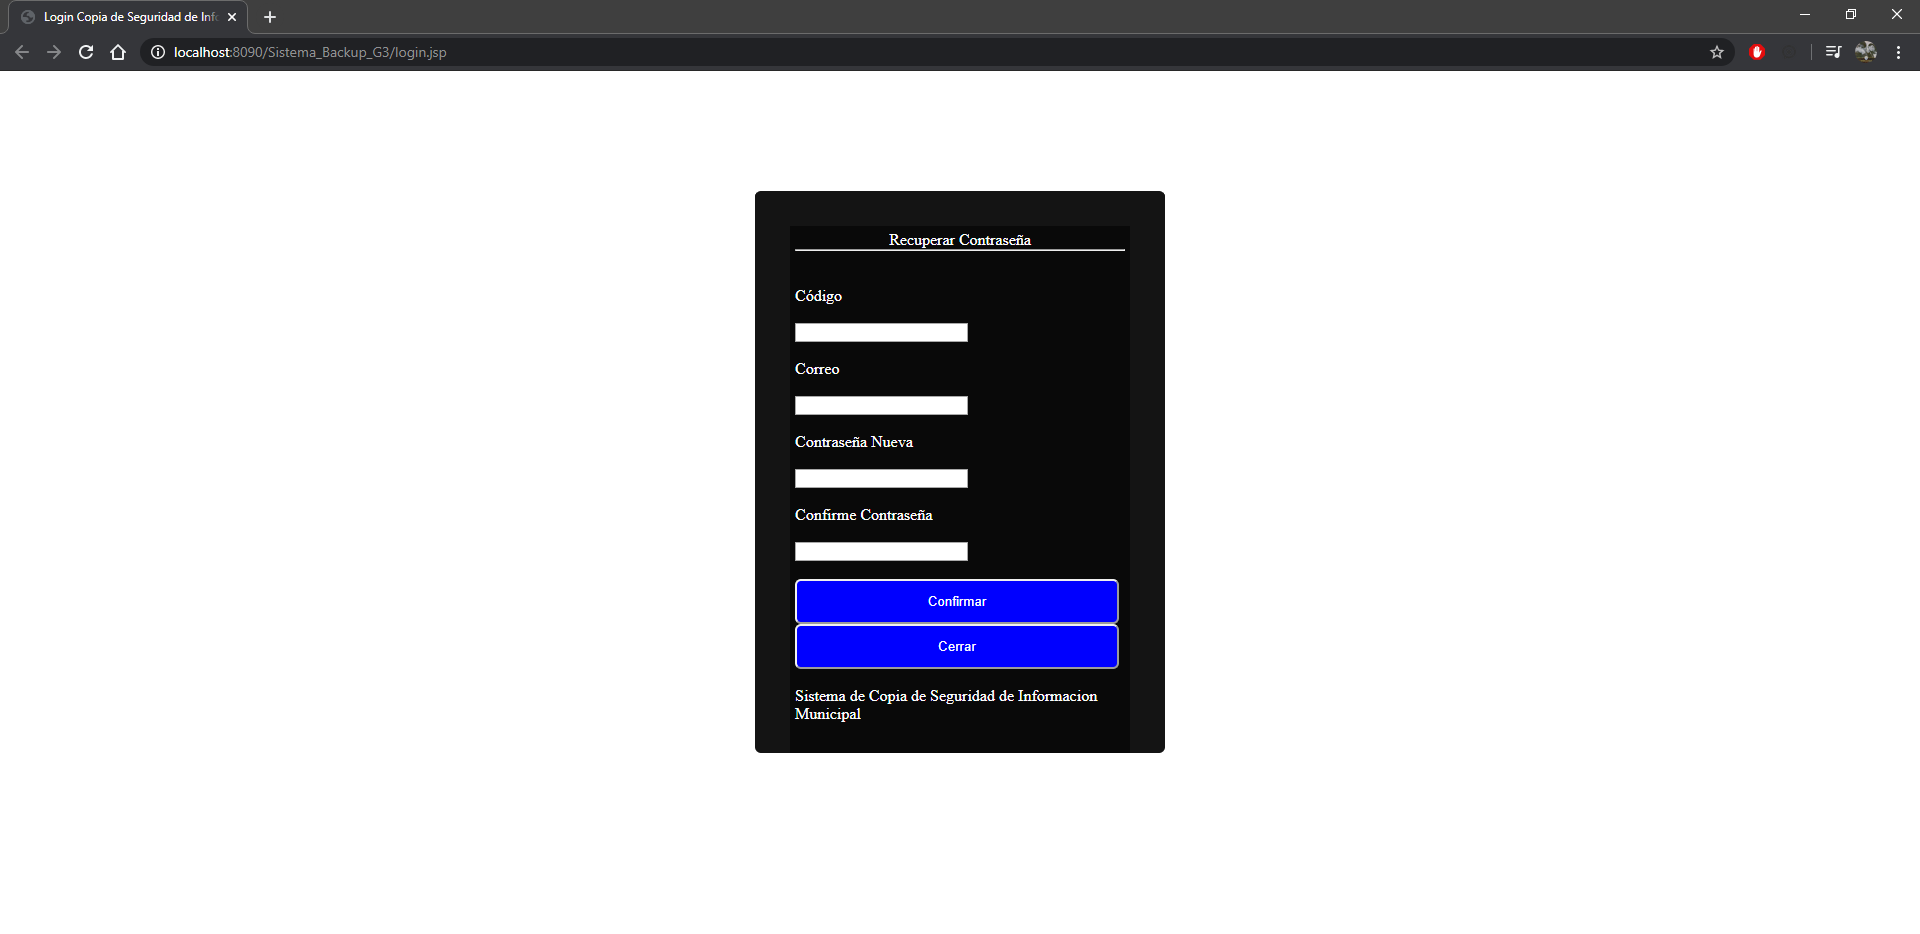 Login Copia de Seguridad de Inf
localhost:8090/Sistema_Backup_G3/login.jsp
Recuperar Contraseña
Código
Correo
Contraseña Nueva
Confirme Contraseña
Confirmar
Cerrar
Sistema de Copia de Seguridad de Informacion
Municipal